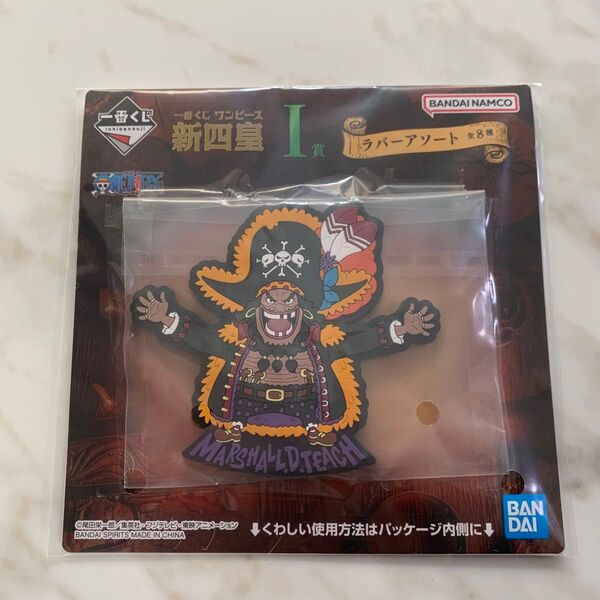 一番くじ
ichibankuji
一番くじ ワンピース
新四皇
I賞
BANDAI NAMCO
ラバーアソート 全8種
ONE PIECE
MARSHALL.D.TEACH
©尾田栄一郎／集英社・フジテレビ・東映アニメーション
BANDAI SPIRITS MADE IN CHINA
↓くわしい使用方法はパッケージ内側に↓
BAN
DAI